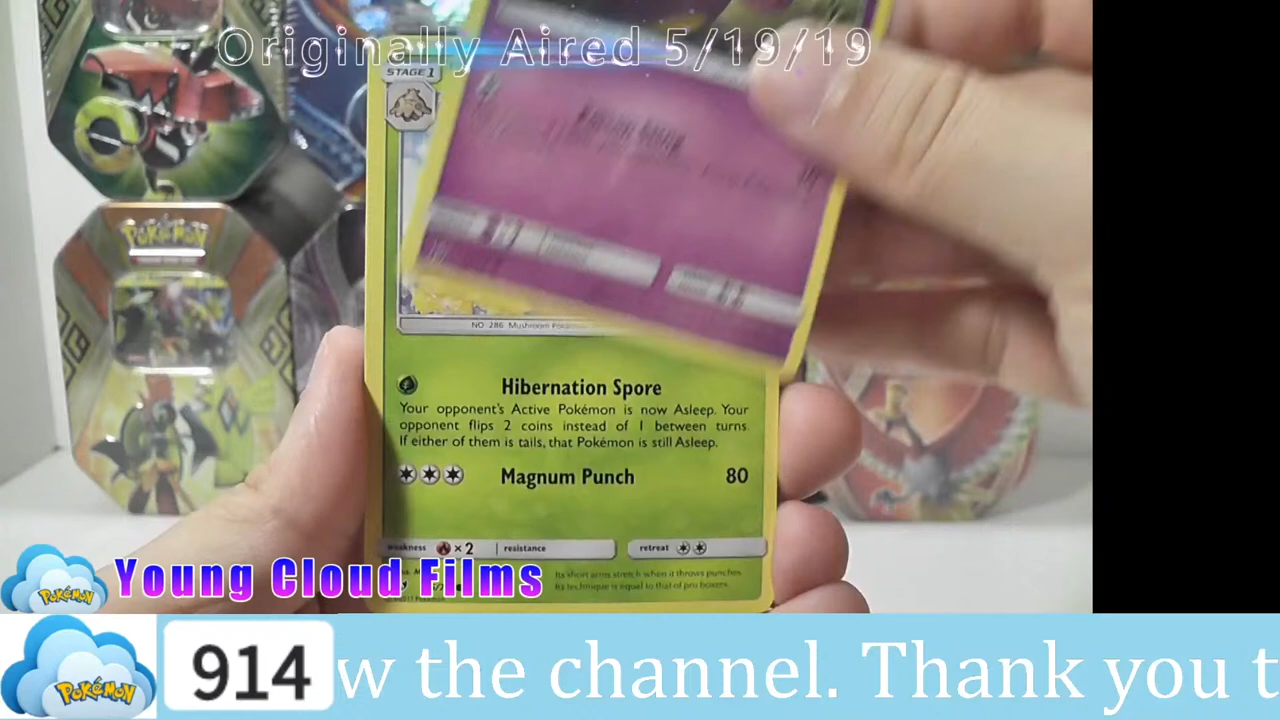 Originally Aired 5/19/19
STAGE 1
POKéMON
NO. 286 Mushroom
Hibernation Spore
Your opponent's Active Pokémon is now Asleep. Your
opponent flips 2 coins instead of 1 between turns.
If either of them is tails, that Pokémon is still Asleep.
Magnum Punch 80
weakness ×2 resistance retreat
Its short arms stretch when it throws punches.
Its technique is equal to that of pro boxers.
POKéMON
Young Cloud Films
POKéMON
914
w the channel. Thank you t